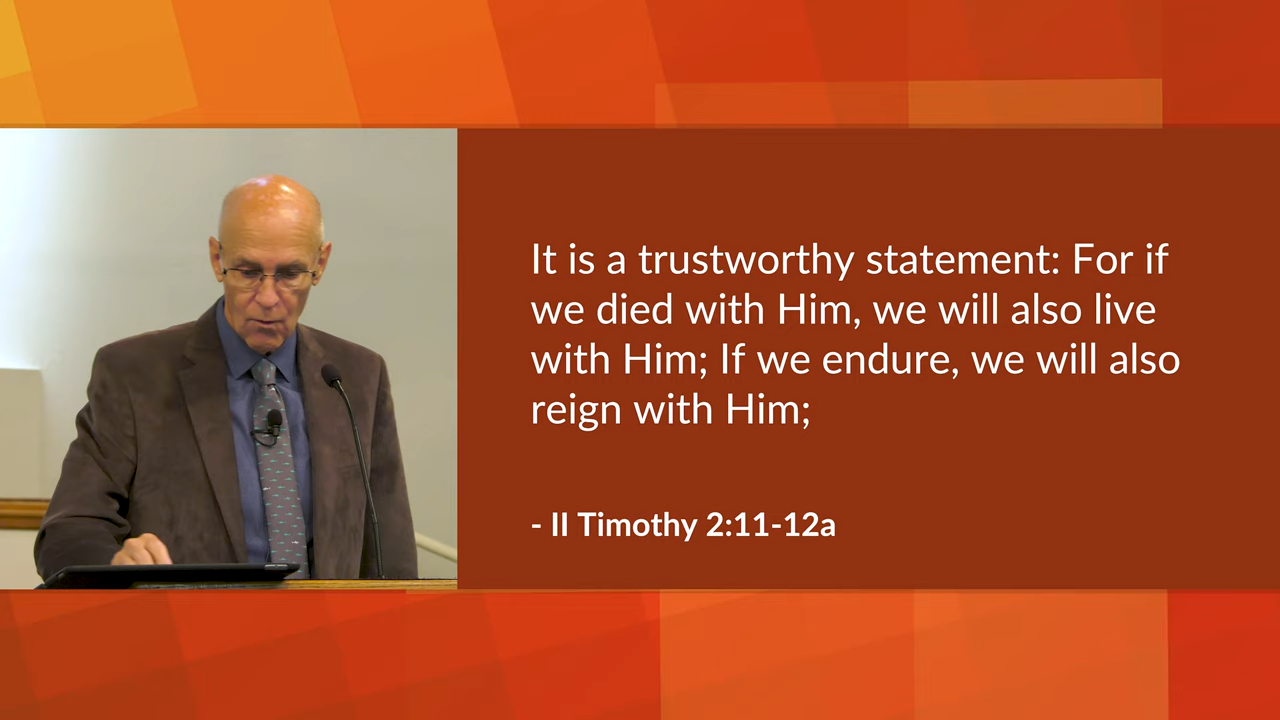 It is a trustworthy statement: For if
we died with Him, we will also live
with Him; If we endure, we will also
reign with Him;
- II Timothy 2:11-12a